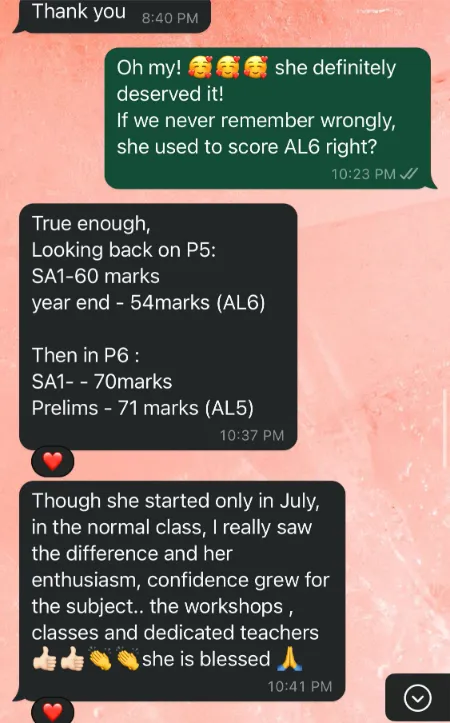 Thank you 8:40 PM
Oh my! 🥰🥰🥰 she definitely
deserved it!
If we never remember wrongly,
she used to score AL6 right?
10:23 PM
True enough,
Looking back on P5:
SA1-60 marks
year end - 54marks (AL6)
Then in P6 :
SA1- - 70marks
Prelims - 71 marks (AL5)
10:37 PM
Though she started only in July,
in the normal class, I really saw
the difference and her
enthusiasm, confidence grew for
the subject.. the workshops ,
classes and dedicated teachers
👍🏻👍🏻👏👏she is blessed 🙏
10:41 PM